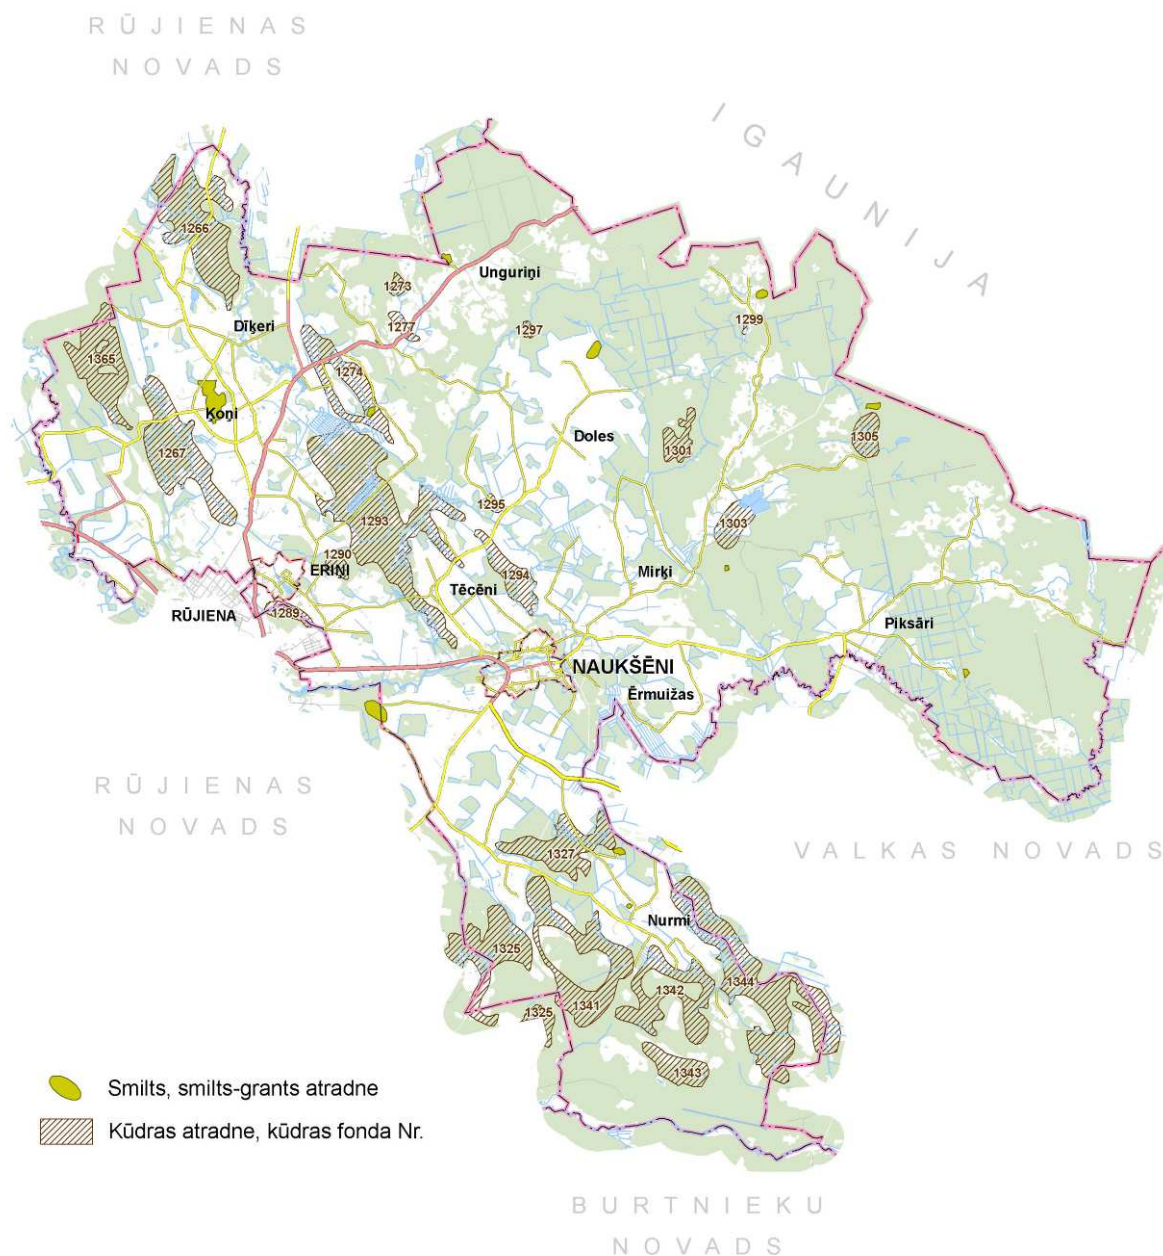 RŪJIENAS
NOVADS
IGAUNIJA
1266
Unguriņi
1273
1299
Dīķeri
1277
1297
1365
1274
Ķoņi
Doles
1305
1301
1267
1295
1293
1303
1290
ERIŅI
1294
Mirķi
Tēcēni
RŪJIENA
1289
Piksāri
NAUKŠĒNI
Ērmuižas
RŪJIENAS
NOVADS
VALKAS NOVADS
1327
Nurmi
1325
1344
1342
1341
1325
1343
Smilts, smilts-grants atradne
Kūdras atradne, kūdras fonda Nr.
BURTNIEKU
NOVADS